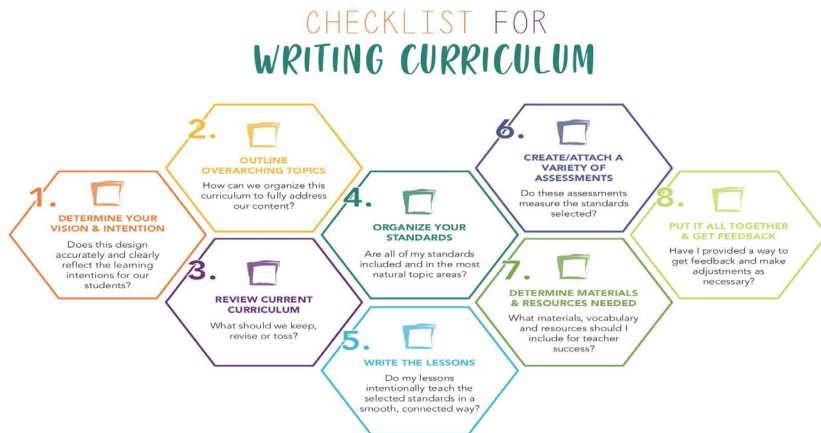 CHECKLIST FOR
WRITING CURRICULUM
1.
DETERMINE YOUR
VISION & INTENTION
Does this design
accurately and clearly
reflect the learning
intentions for our
students?
2.
OUTLINE
OVERARCHING TOPICS
How can we organize this
curriculum to fully address
our content?
3.
REVIEW CURRENT
CURRICULUM
What should we keep,
revise or toss?
4.
ORGANIZE YOUR
STANDARDS
Are all of my standards
included and in the most
natural topic areas?
5.
WRITE THE LESSONS
Do my lessons
intentionally teach the
selected standards in a
smooth, connected way?
6.
CREATE/ATTACH A
VARIETY OF
ASSESSMENTS
Do these assessments
measure the standards
selected?
7.
DETERMINE MATERIALS
& RESOURCES NEEDED
What materials, vocabulary
and resources should I
include for teacher
success?
8.
PUT IT ALL TOGETHER
& GET FEEDBACK
Have I provided a way to
get feedback and make
adjustments as
necessary?